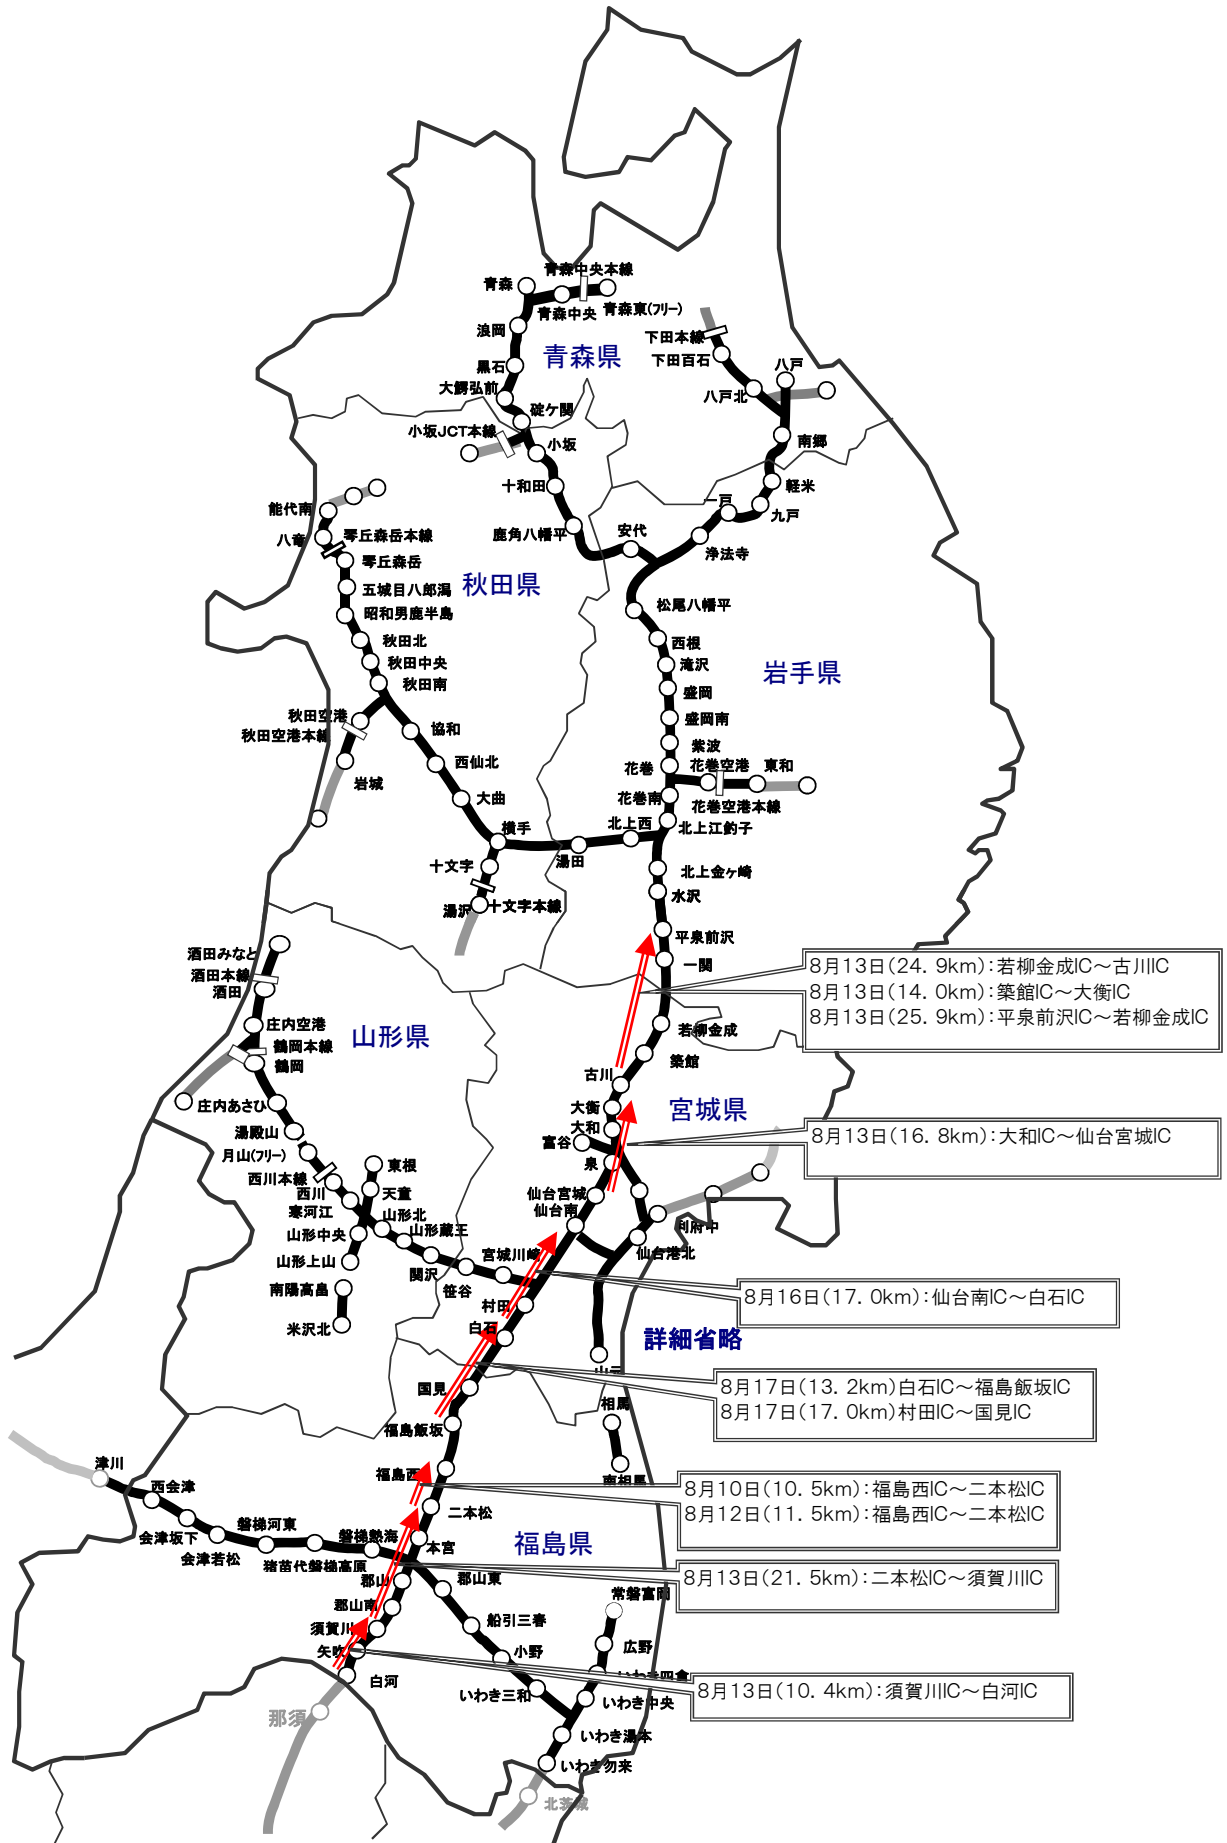 青森中央本線
青森
青森中央
青森東(フリー)
浪岡
下田本線
青森県
下田百石
黒石
八戸
大鰐弘前
八戸北
碇ケ関
小坂JCT本線
南郷
小坂
十和田
軽米
一戸
能代南
九戸
鹿角八幡平
安代
琴丘森岳本線
八竜
浄法寺
琴丘森岳
秋田県
五城目八郎潟
松尾八幡平
昭和男鹿半島
秋田北
西根
秋田中央
滝沢
岩手県
秋田南
盛岡
秋田空港
盛岡南
秋田空港本線
協和
紫波
西仙北
花巻
花巻空港
東和
岩城
大曲
花巻南
花巻空港本線
横手
北上西
北上江釣子
十文字
湯田
北上金ヶ崎
湯沢
十文字本線
水沢
平泉前沢
酒田みなと
一関
8月13日(24.9km):若柳金成IC～古川IC
酒田本線
酒田
8月13日(14.0km):築館IC～大衡IC
8月13日(25.9km):平泉前沢IC～若柳金成IC
庄内空港
山形県
若柳金成
鶴岡本線
鶴岡
築館
古川
庄内あさひ
大衡
宮城県
湯殿山
大和
8月13日(16.8km):大和IC～仙台宮城IC
富谷
月山(フリー)
泉
東根
西川本線
西川
天童
仙台宮城
寒河江
山形北
仙台南
利府中
山形中央
山形蔵王
宮城川崎
仙台港北
山形上山
関沢
笹谷
南陽高畠
8月16日(17.0km):仙台南IC～白石IC
村田
米沢北
白石
詳細省略
山元
国見
8月17日(13.2km)白石IC～福島飯坂IC
相馬
8月17日(17.0km)村田IC～国見IC
福島飯坂
津川
福島西
南相馬
西会津
8月10日(10.5km):福島西IC～二本松IC
二本松
8月12日(11.5km):福島西IC～二本松IC
磐梯河東
会津坂下
磐梯熱海
本宮
福島県
会津若松
猪苗代磐梯高原
郡山
郡山東
8月13日(21.5km):二本松IC～須賀川IC
常磐富岡
郡山南
須賀川
船引三春
矢吹
小野
広野
白河
いわき四倉
いわき三和
いわき中央
8月13日(10.4km):須賀川IC～白河IC
那須
いわき湯本
いわき勿来
北茨城